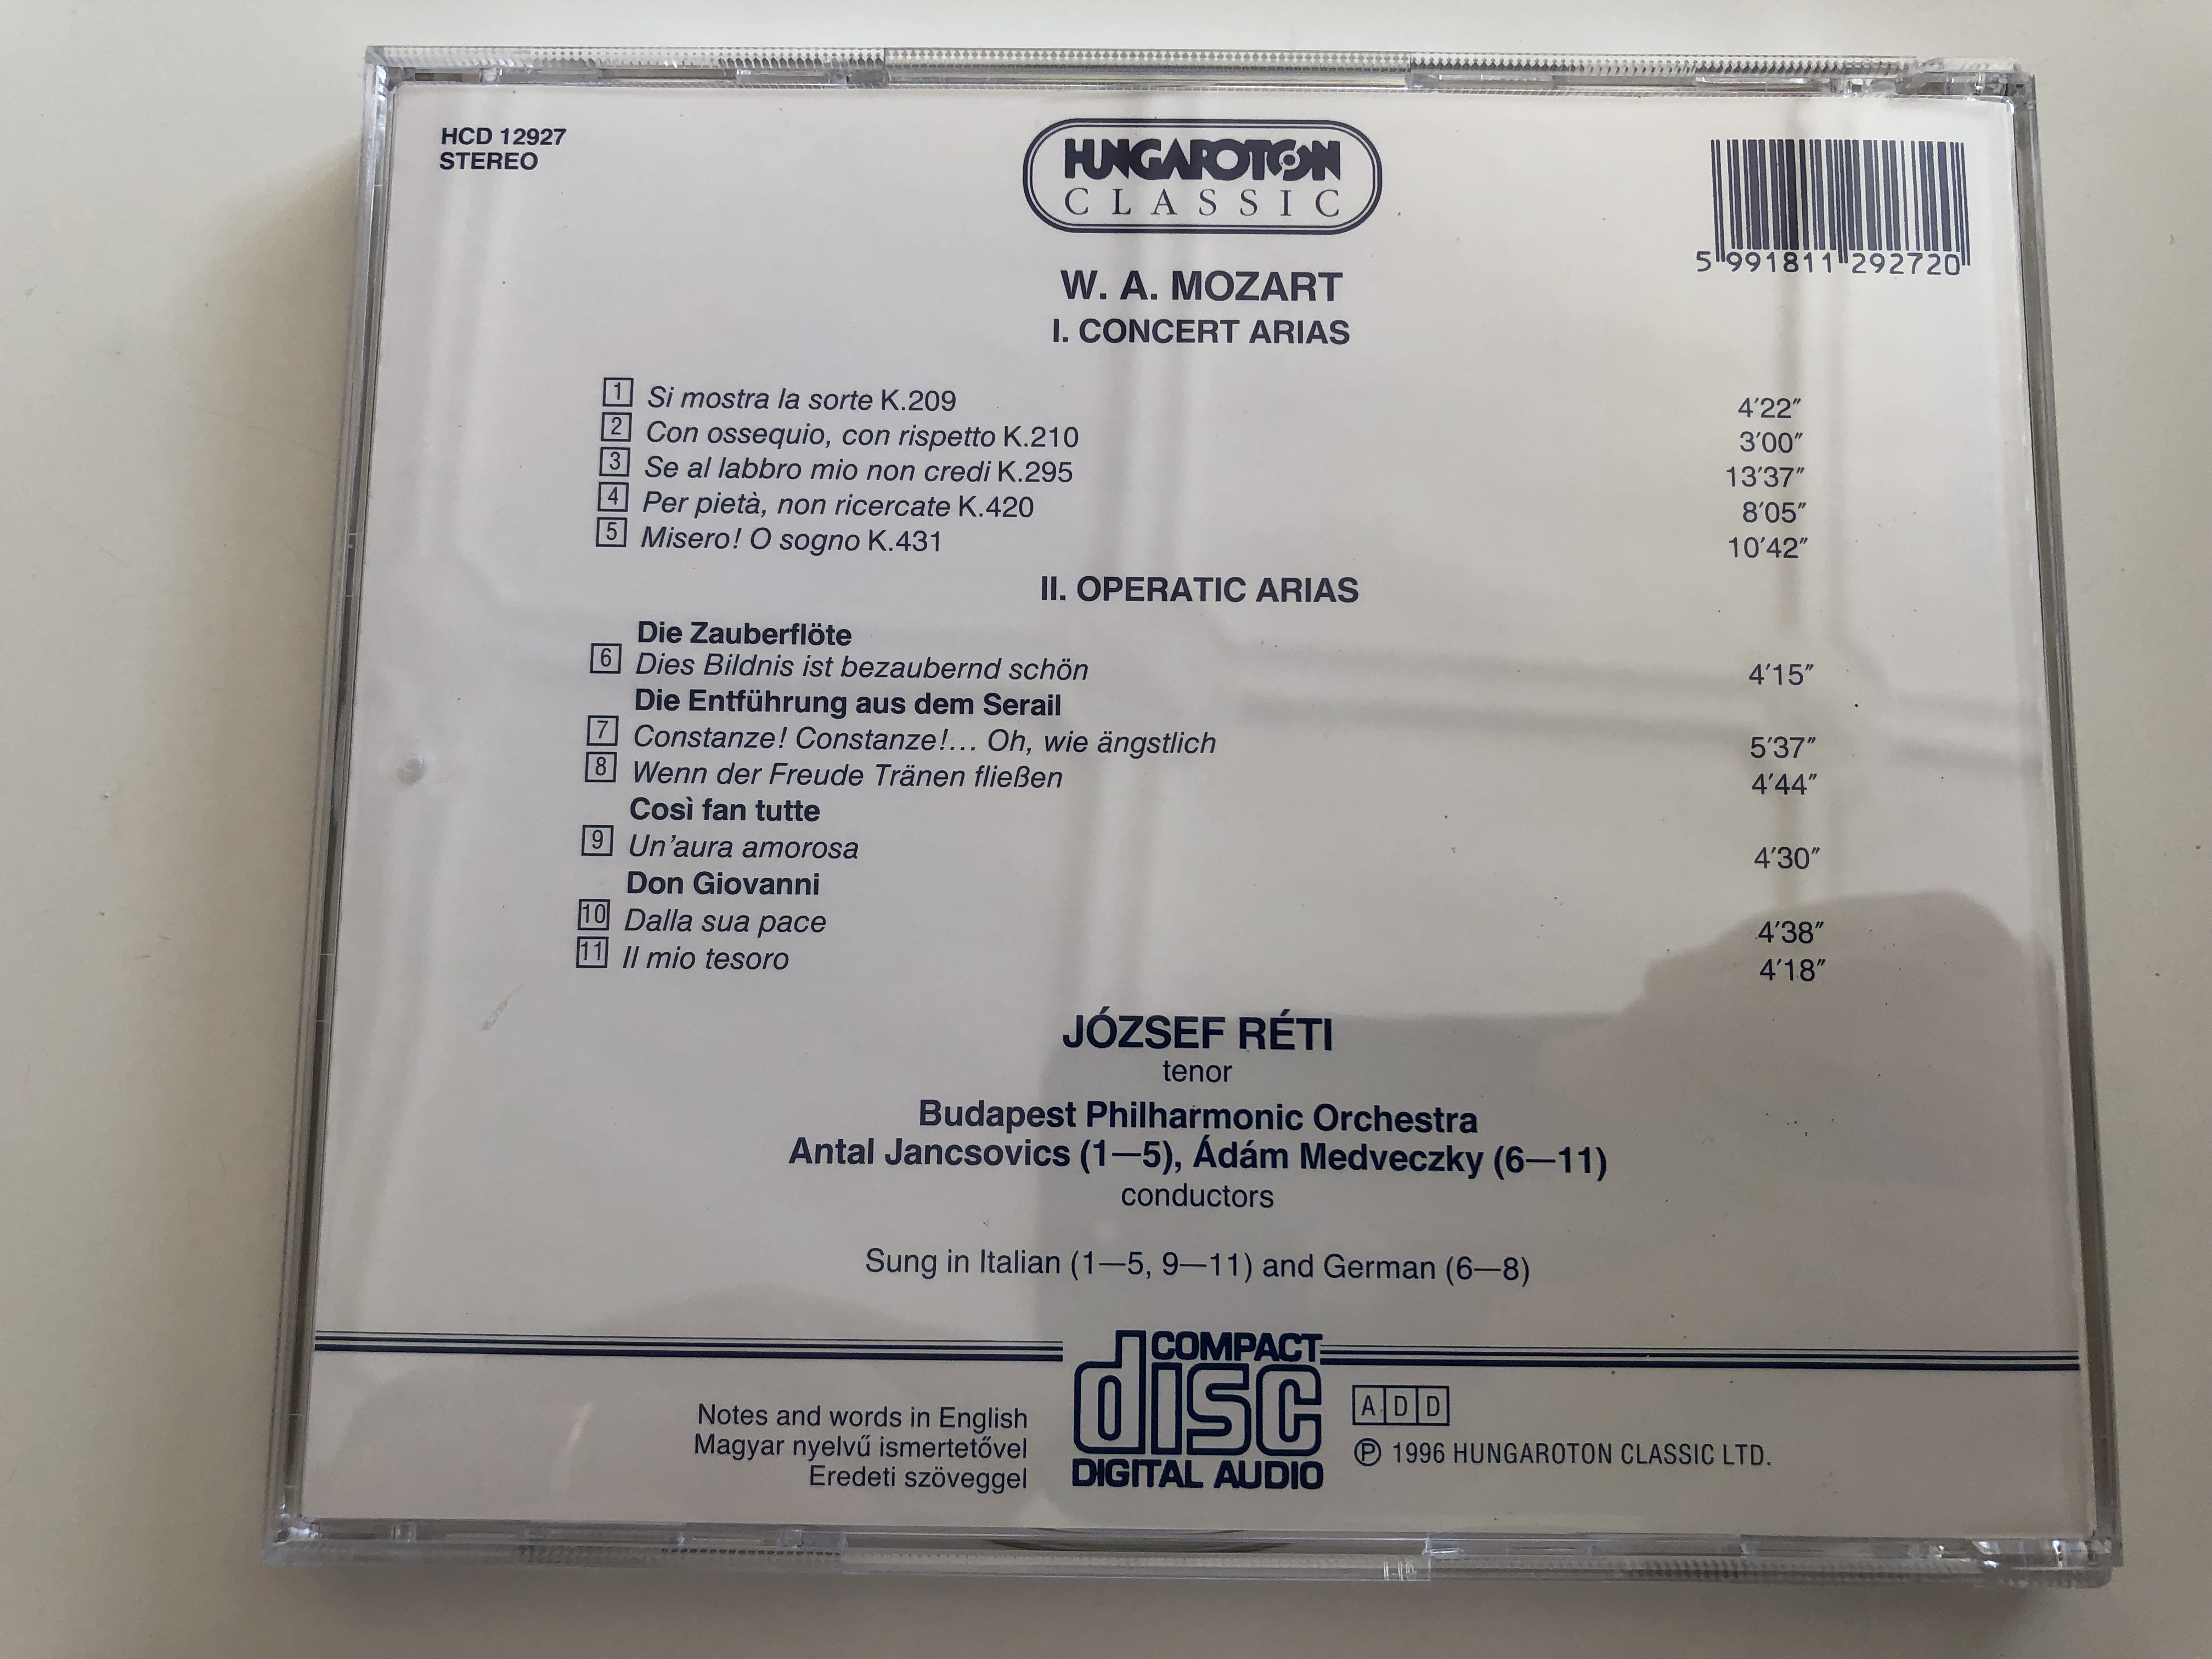 HCD 12927
STEREO
HUNGAROTON
CLASSIC
5 991811 292720
W. A. MOZART
I. CONCERT ARIAS
1 Si mostra la sorte K.209 4'22"
2 Con ossequio, con rispetto K.210 3'00"
3 Se al labbro mio non credi K.295 13'37"
4 Per pietà, non ricercate K.420 8'05"
5 Misero! O sogno K.431 10'42"
II. OPERATIC ARIAS
Die Zauberflöte
6 Dies Bildnis ist bezaubernd schön 4'15"
Die Entführung aus dem Serail
7 Constanze! Constanze!... Oh, wie ängstlich 5'37"
8 Wenn der Freude Tränen fließen 4'44"
Così fan tutte
9 Un'aura amorosa 4'30"
Don Giovanni
10 Dalla sua pace 4'38"
11 Il mio tesoro 4'18"
JÓZSEF RÉTI
tenor
Budapest Philharmonic Orchestra
Antal Jancsovics (1—5), Ádám Medveczky (6—11)
conductors
Sung in Italian (1—5, 9—11) and German (6—8)
Notes and words in English
Magyar nyelvű ismertetővel
Eredeti szöveggel
COMPACT
disc
DIGITAL AUDIO
ADD
℗ 1996 HUNGAROTON CLASSIC LTD.